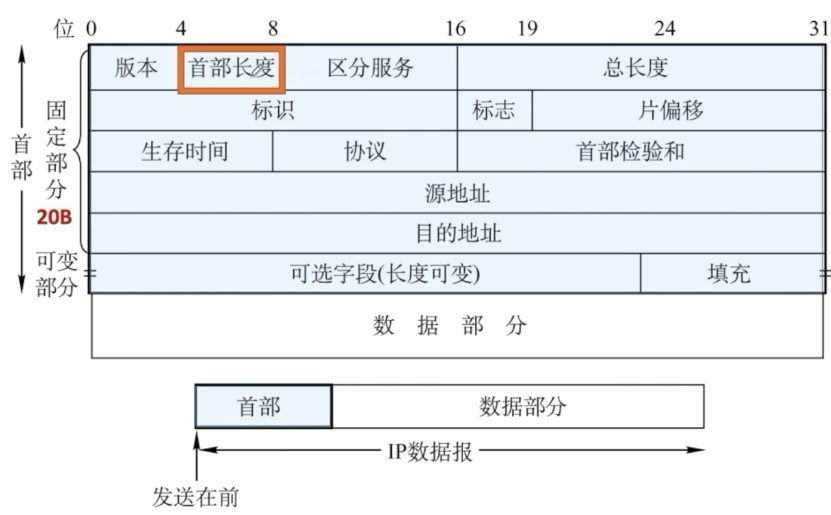 位 0 4 8 16 19 24 31
版本 首部长度 区分服务 总长度
标识 标志 片偏移
生存时间 协议 首部检验和
源地址
目的地址
可选字段(长度可变) 填充
数 据 部 分
首部
固定部分
20B
可变
部分
首部 数据部分
IP数据报
发送在前